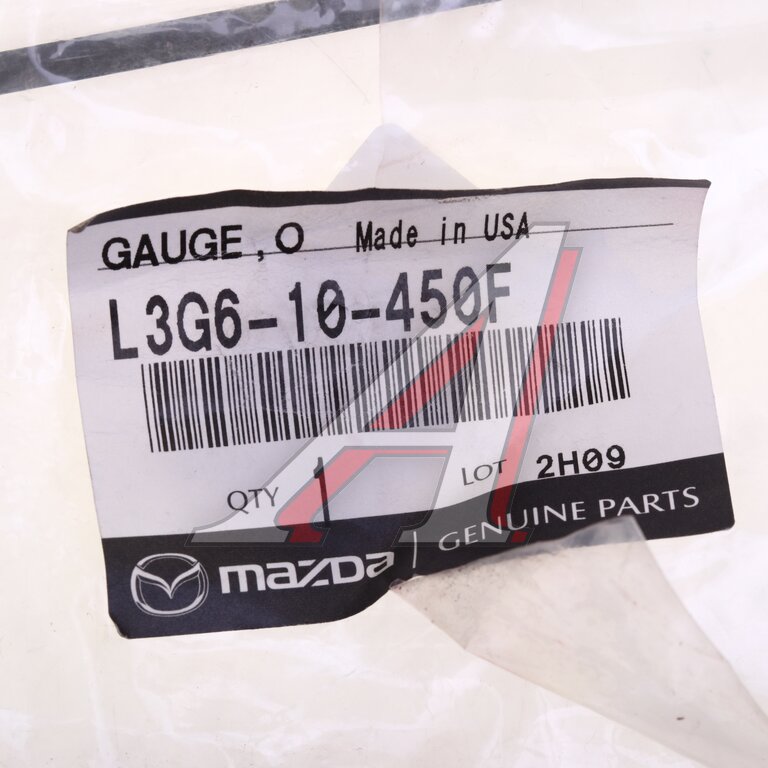 GAUGE, O Made in USA
L3G6-10-450F
QTY 1 LOT 2H09
mazda | GENUINE PARTS